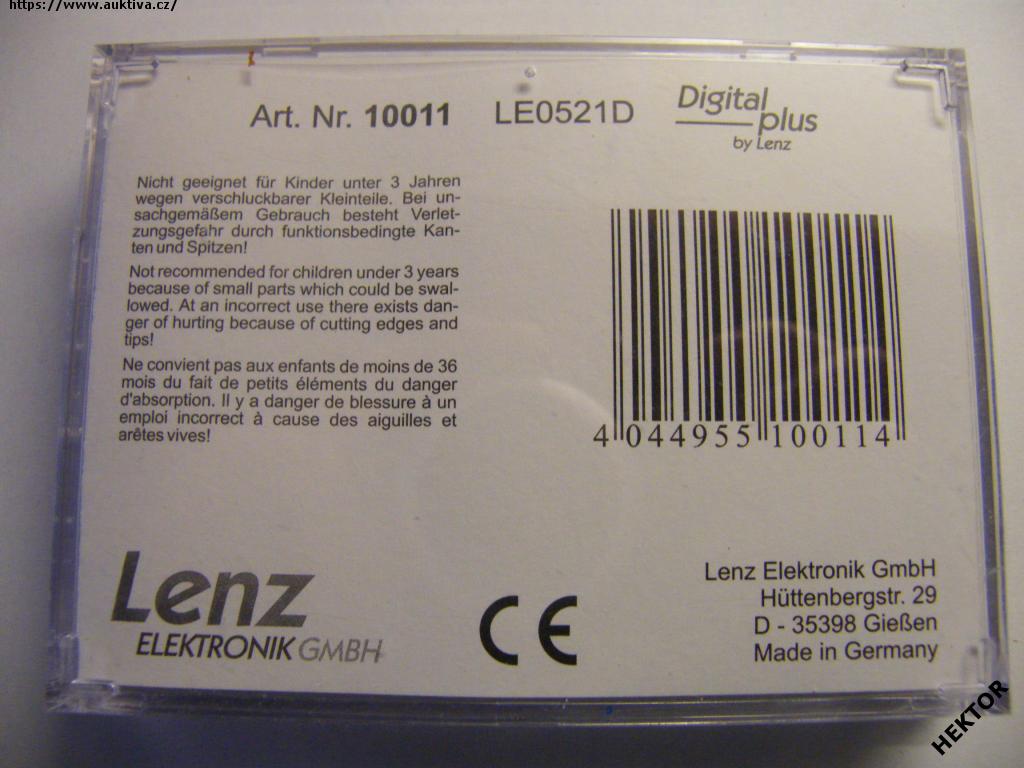 https://www.auktiva.cz/
Art. Nr. 10011 LE0521D
Digital
plus
by Lenz
Nicht geeignet für Kinder unter 3 Jahren
wegen verschluckbarer Kleinteile. Bei un-
sachgemäßem Gebrauch besteht Verlet-
zungsgefahr durch funktionsbedingte Kan-
ten und Spitzen!
Not recommended for children under 3 years
because of small parts which could be swal-
lowed. At an incorrect use there exists dan-
ger of hurting because of cutting edges and
tips!
Ne convient pas aux enfants de moins de 36
mois du fait de petits éléments du danger
d'absorption. Il y a danger de blessure à un
emploi incorrect à cause des aiguilles et
arêtes vives!
4 044955 100114
Lenz
ELEKTRONIK GMBH
CE
Lenz Elektronik GmbH
Hüttenbergstr. 29
D - 35398 Gießen
Made in Germany
HEKTOR